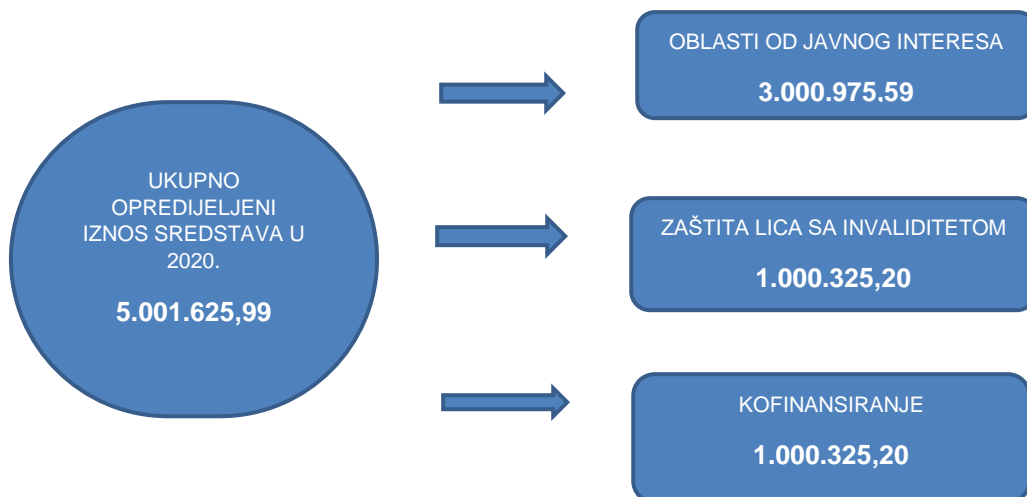 UKUPNO
OPREDIJELJENI
IZNOS SREDSTAVA U
2020.
5.001.625,99
OBLASTI OD JAVNOG INTERESA
3.000.975,59
ZAŠTITA LICA SA INVALIDITETOM
1.000.325,20
KOFINANSIRANJE
1.000.325,20